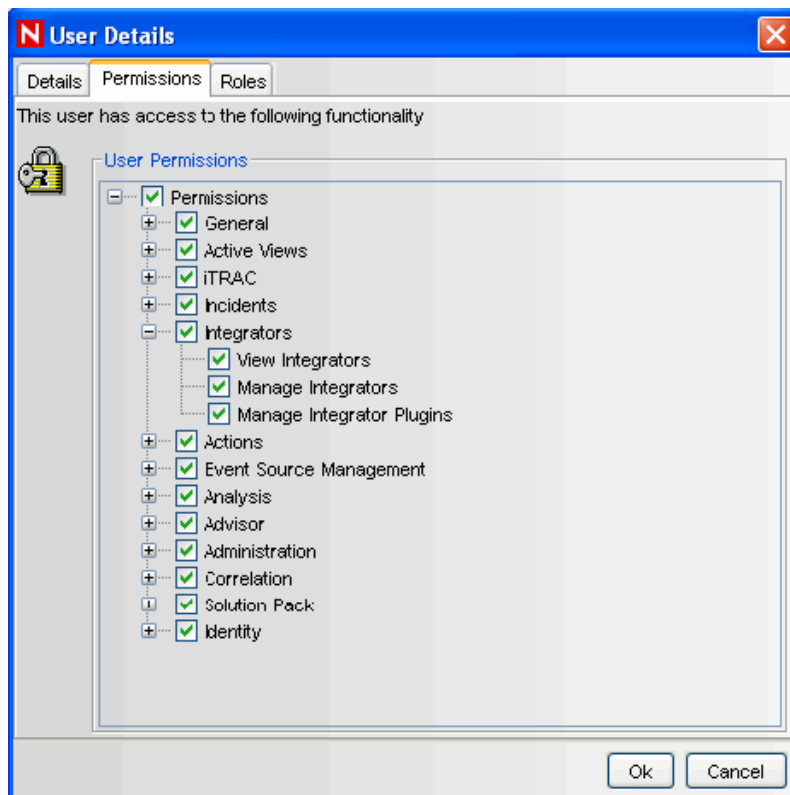 N User Details
Details Permissions Roles
This user has access to the following functionality
User Permissions
Permissions
General
Active Views
iTRAC
Incidents
Integrators
View Integrators
Manage Integrators
Manage Integrator Plugins
Actions
Event Source Management
Analysis
Advisor
Administration
Correlation
Solution Pack
Identity
Ok Cancel